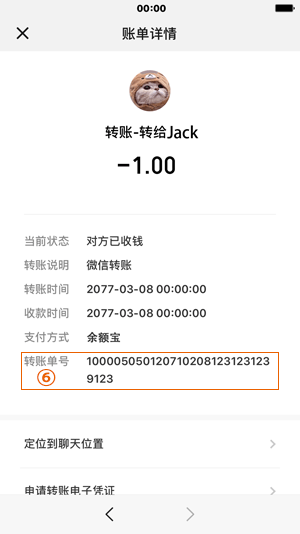 00:00
账单详情
转账-转给Jack
-1.00
当前状态 对方已收钱
转账说明 微信转账
转账时间 2077-03-08 00:00:00
收款时间 2077-03-08 00:00:00
支付方式 余额宝
转账单号 100005050120710208123123123
⑥ 9123
定位到聊天位置
申请转账电子凭证